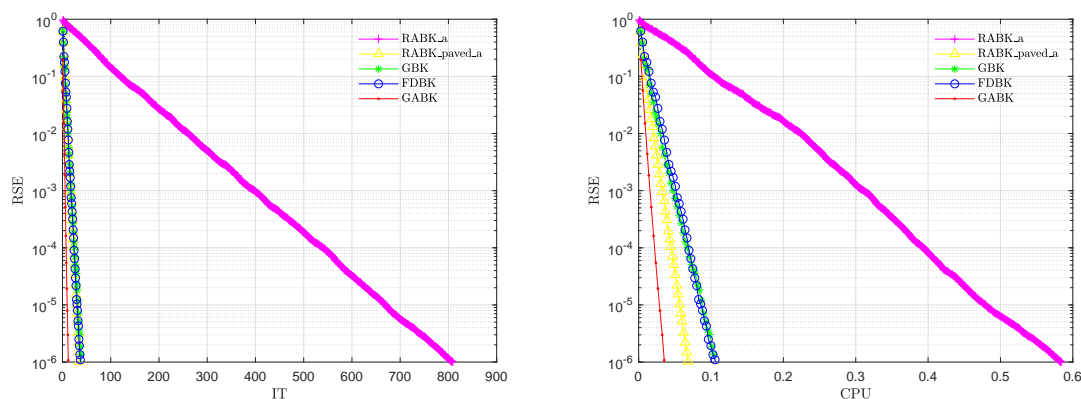 10^0
10^-1
10^-2
10^-3
10^-4
10^-5
10^-6
RSE
0 100 200 300 400 500 600 700 800 900
IT
RABK_a
RABK_paved_a
GBK
FDBK
GABK
10^0
10^-1
10^-2
10^-3
10^-4
10^-5
10^-6
RSE
0 0.1 0.2 0.3 0.4 0.5 0.6
CPU
RABK_a
RABK_paved_a
GBK
FDBK
GABK